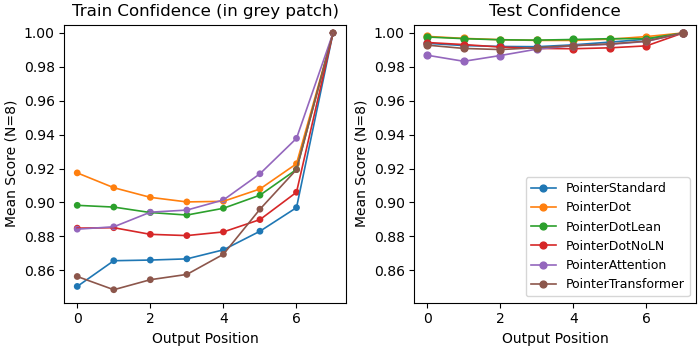 Train Confidence (in grey patch)
Test Confidence
Mean Score (N=8)
1.00
0.98
0.96
0.94
0.92
0.90
0.88
0.86
0 2 4 6
Output Position
Mean Score (N=8)
1.00
0.98
0.96
0.94
0.92
0.90
0.88
0.86
PointerStandard
PointerDot
PointerDotLean
PointerDotNoLN
PointerAttention
PointerTransformer
0 2 4 6
Output Position